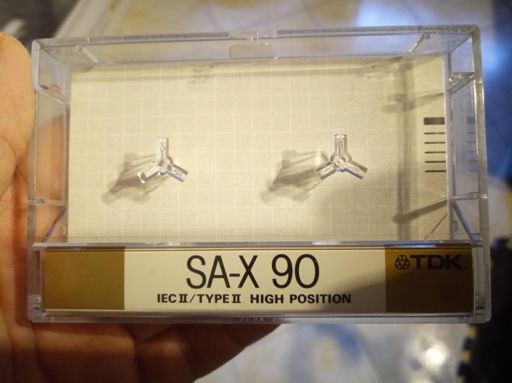 SA-X 90
TDK
IEC II/TYPE II HIGH POSITION